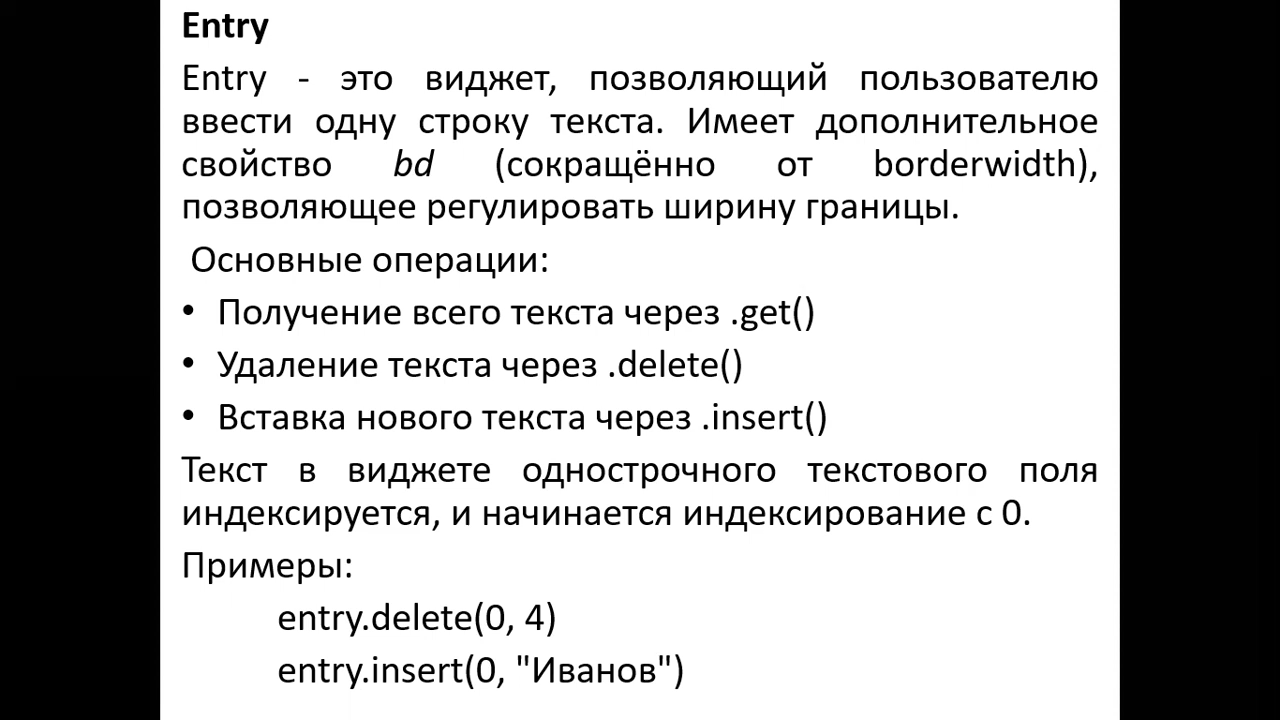 Entry
Entry - это виджет, позволяющий пользователю
ввести одну строку текста. Имеет дополнительное
свойство bd (сокращённо от borderwidth),
позволяющее регулировать ширину границы.
Основные операции:
• Получение всего текста через .get()
• Удаление текста через .delete()
• Вставка нового текста через .insert()
Текст в виджете однострочного текстового поля
индексируется, и начинается индексирование с 0.
Примеры:
entry.delete(0, 4)
entry.insert(0, "Иванов")